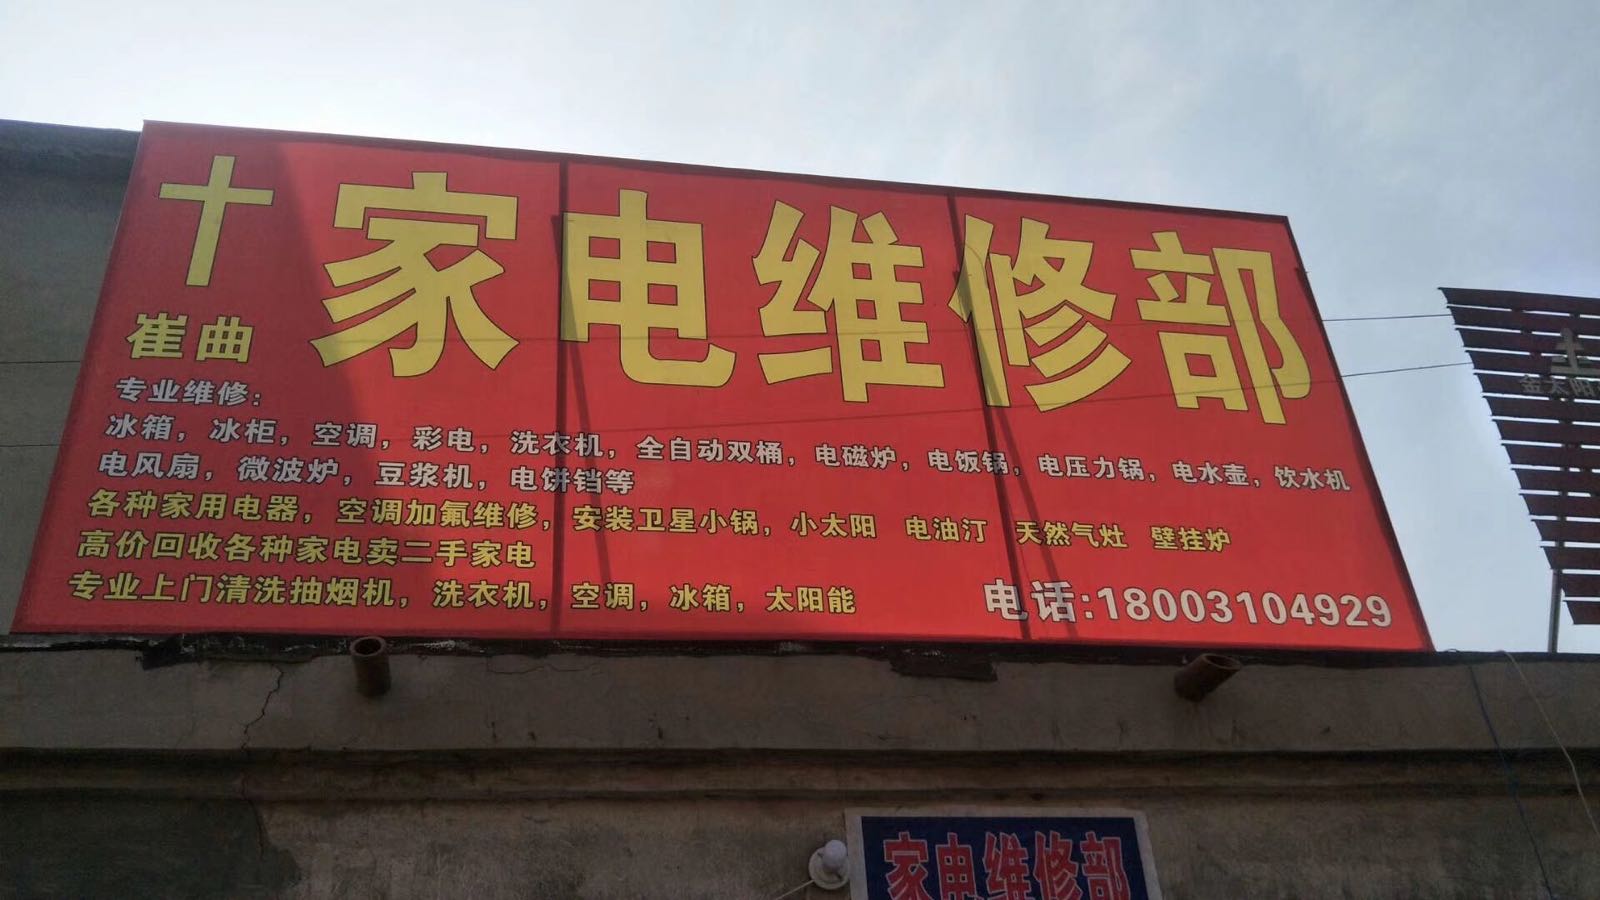 家电维修部
崔曲
专业维修:
冰箱，冰柜，空调，彩电，洗衣机，全自动双桶，电磁炉，电饭锅，电压力锅，电水壶，饮水机
电风扇，微波炉，豆浆机，电饼铛等
各种家用电器，空调加氟维修，安装卫星小锅，小太阳 电油汀 天然气灶 壁挂炉
高价回收各种家电卖二手家电
专业上门清洗抽烟机，洗衣机，空调，冰箱，太阳能
电话:18003104929
金太阳
家电维修部